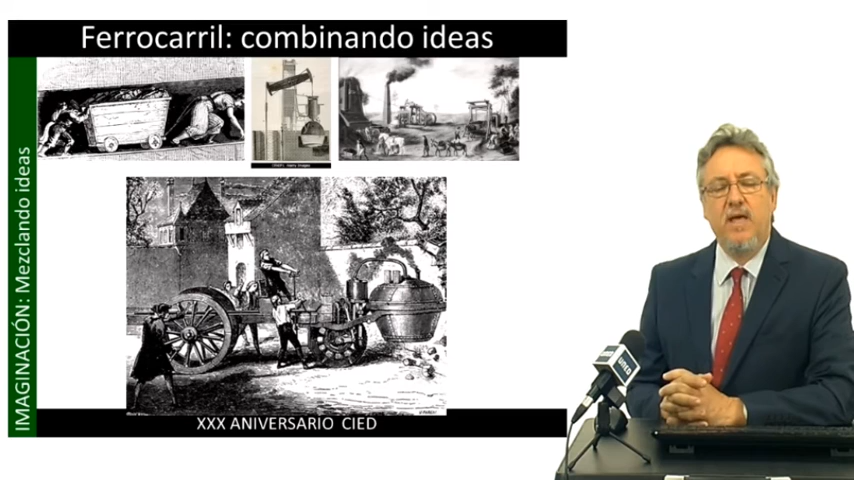 Ferrocarril: combinando ideas
IMAGINACIÓN: Mezclando ideas
XXX ANIVERSARIO CIED
UNED